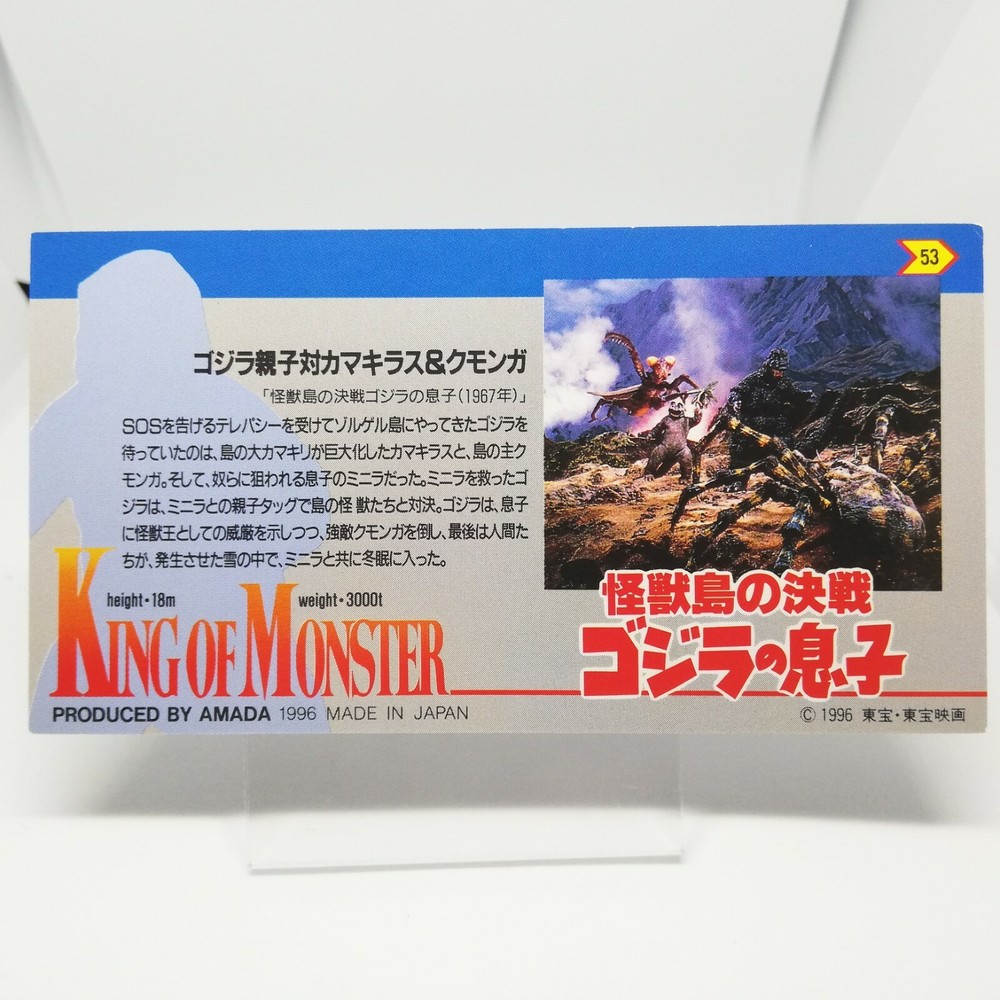 53
ゴジラ親子対カマキラス&クモンガ
「怪獣島の決戦ゴジラの息子(1967年)」
SOSを告げるテレパシーを受けてゾルゲル島にやってきたゴジラを
待っていたのは、島の大カマキリが巨大化したカマキラスと、島の主ク
モンガ。そして、奴らに狙われる息子のミニラだった。ミニラを救ったゴ
ジラは、ミニラとの親子タッグで島の怪 獣たちと対決。ゴジラは、息子
に怪獣王としての威厳を示しつつ、強敵クモンガを倒し、最後は人間た
ちが、発生させた雪の中で、ミニラと共に冬眠に入った。
height・18m weight・3000t
KING OF MONSTER
怪獣島の決戦
ゴジラの息子
PRODUCED BY AMADA 1996 MADE IN JAPAN
© 1996 東宝・東宝映画